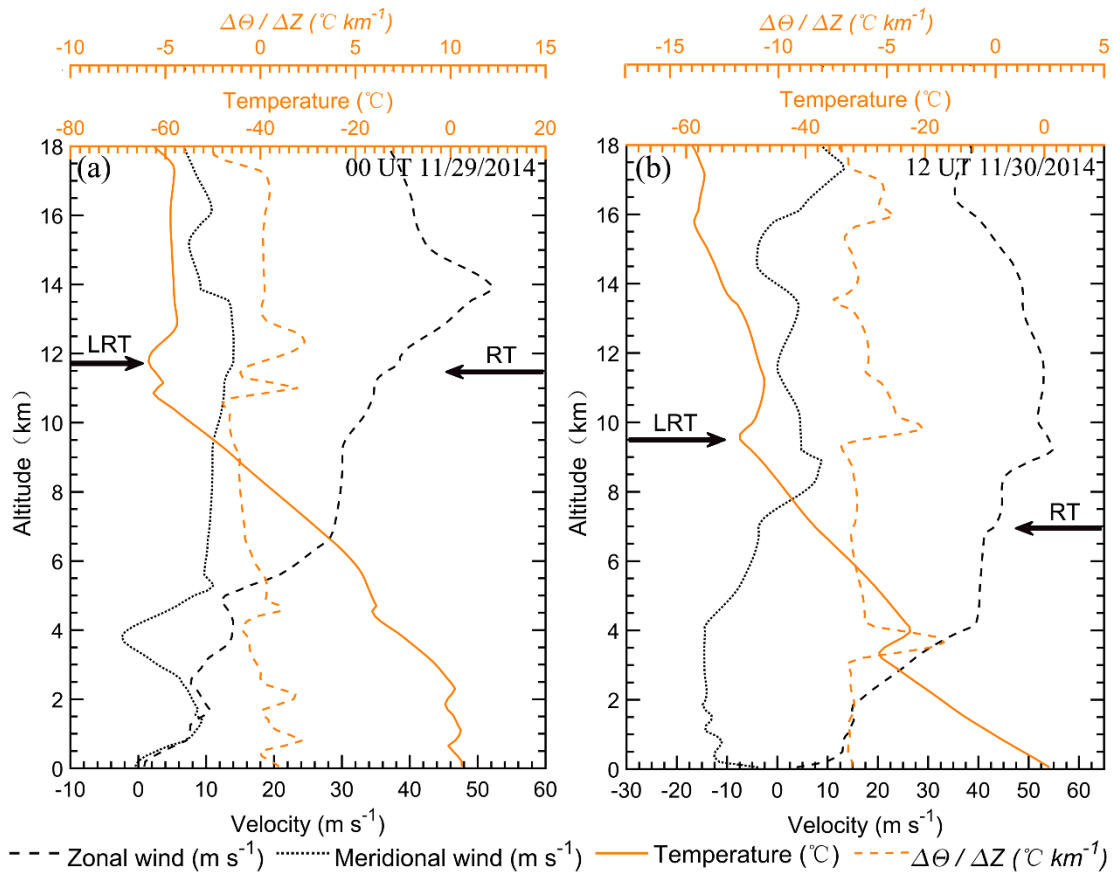 ΔΘ / ΔZ (℃ km⁻¹)
-10 -5 0 5 10 15
Temperature (℃)
-80 -60 -40 -20 0 20
(a) 00 UT 11/29/2014
LRT
RT
Altitude (km)
18
16
14
12
10
8
6
4
2
0
-10 0 10 20 30 40 50 60
Velocity (m s⁻¹)
ΔΘ / ΔZ (℃ km⁻¹)
-15 -10 -5 0 5
Temperature (℃)
-60 -40 -20 0
(b) 12 UT 11/30/2014
LRT
RT
Altitude (km)
18
16
14
12
10
8
6
4
2
0
-30 -20 -10 0 10 20 30 40 50 60
Velocity (m s⁻¹)
Zonal wind (m s⁻¹) Meridional wind (m s⁻¹) Temperature (℃) ΔΘ / ΔZ (℃ km⁻¹)